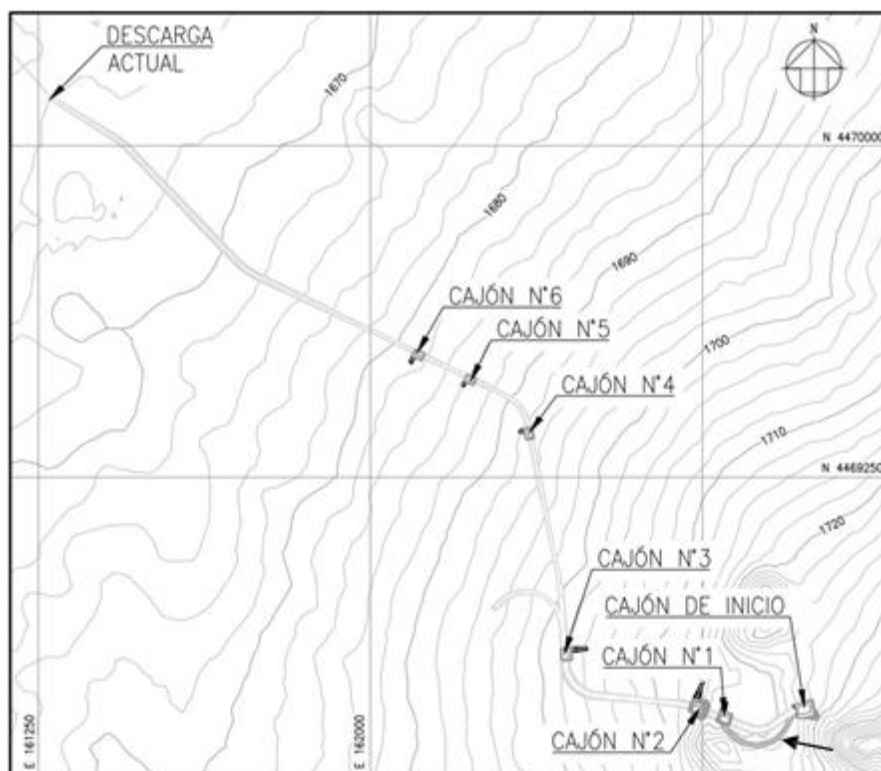 DESCARGA
ACTUAL
N
1670
N 4470000
1680
1690
CAJÓN N°6
CAJÓN N°5
1700
CAJÓN N°4
1710
N 4469250
1720
CAJÓN N°3
CAJÓN DE INICIO
CAJÓN N°1
CAJÓN N°2
E 161250
E 162000